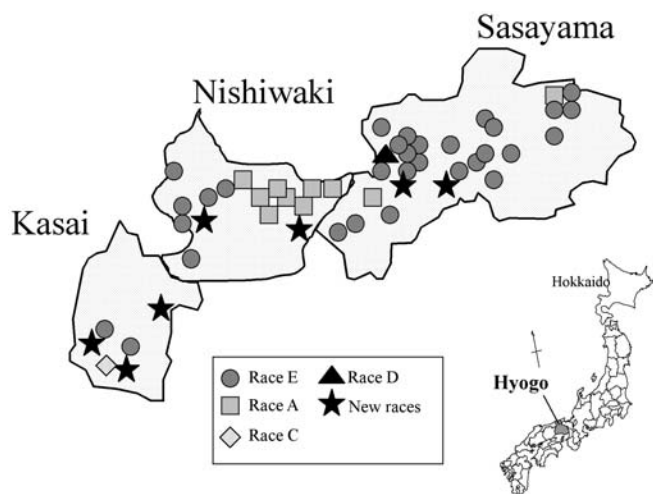 Sasayama
Nishiwaki
Kasai
Hokkaido
Hyogo
Race E
Race D
Race A
New races
Race C